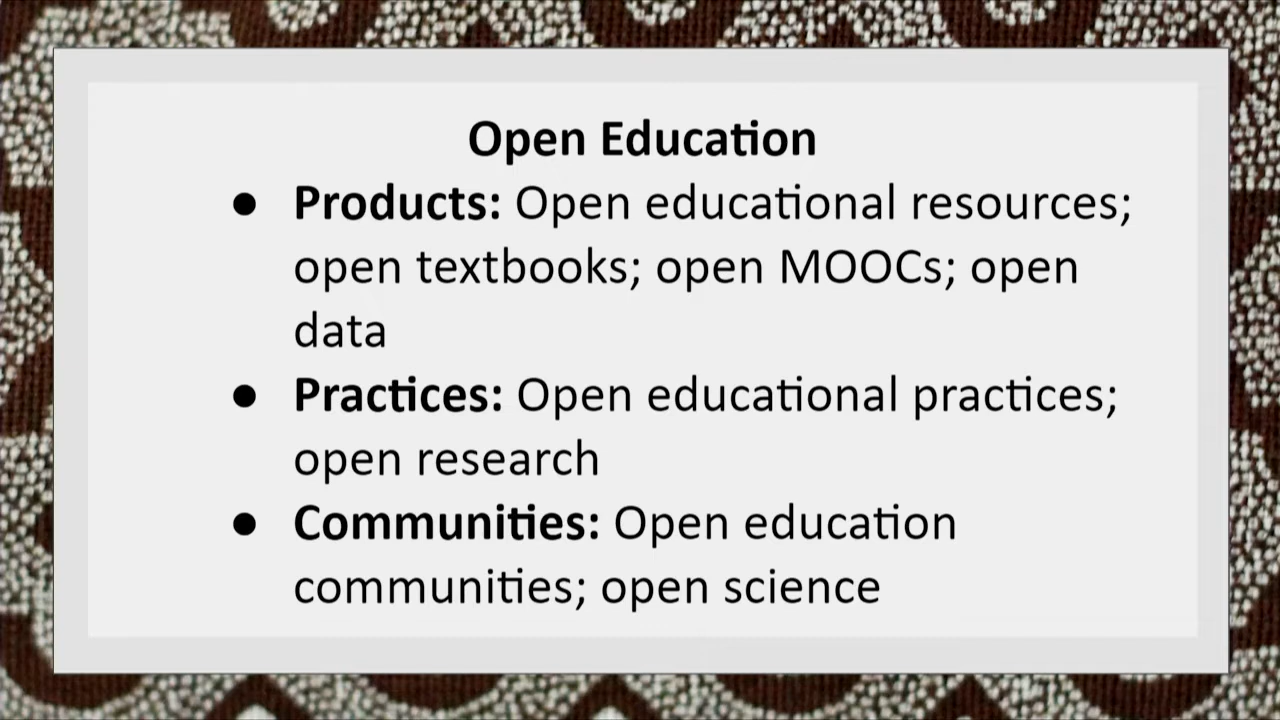 Open Education
● Products: Open educational resources;
open textbooks; open MOOCs; open
data
● Practices: Open educational practices;
open research
● Communities: Open education
communities; open science